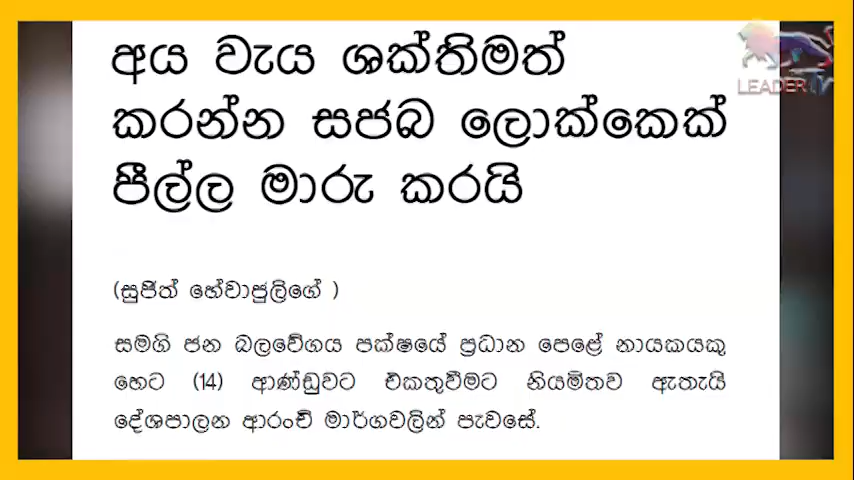 අය වැය ශක්තිමත්
කරන්න සජබ ලොක්කෙක්
පීල්ල මාරු කරයි
LEADER TV
(සුජිත් හේවාජුලිගේ )
සමගි ජන බලවේගය පක්ෂයේ ප්‍රධාන පෙළේ නායකයකු
හෙට (14) ආණ්ඩුවට එකතුවීමට නියමිතව ඇතැයි
දේශපාලන ආරංචි මාර්ගවලින් පැවසේ.